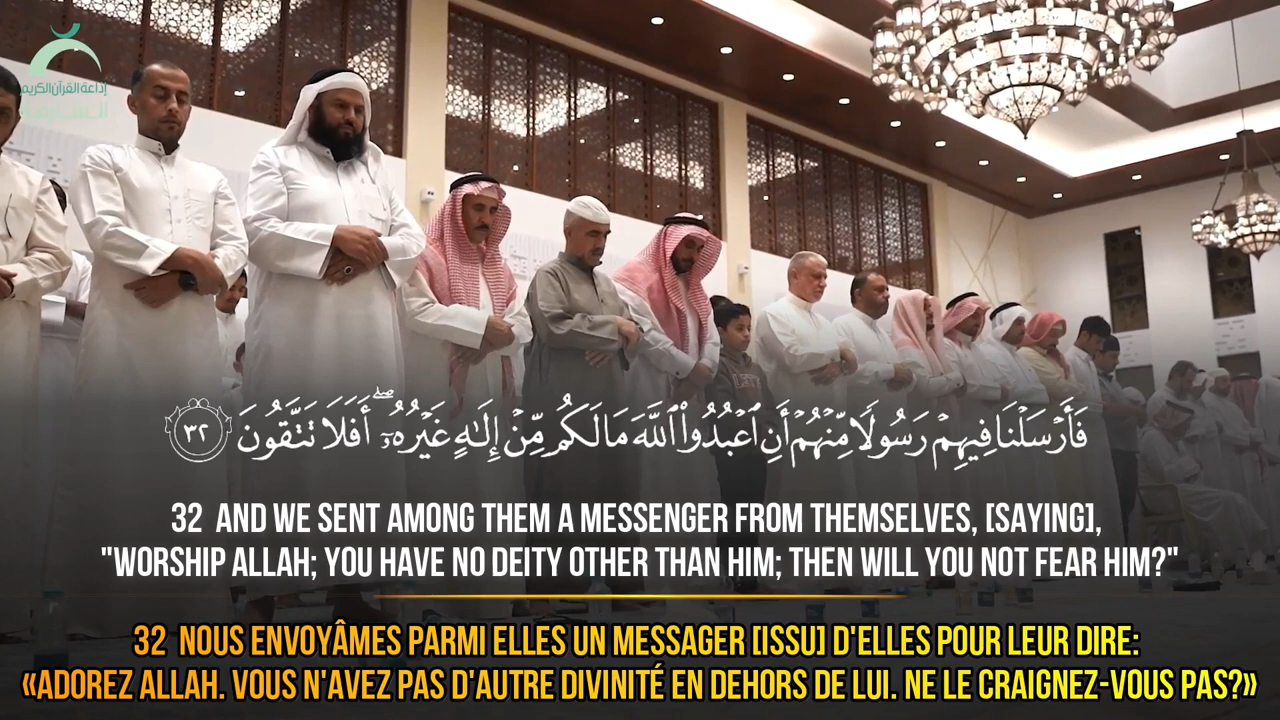 إذاعة القرآن الكريم
الشارقة
فَأَرْسَلْنَا فِيهِمْ رَسُولًا مِّنْهُمْ أَنِ ٱعْبُدُوا۟ ٱللَّهَ مَا لَكُم مِّنْ إِلَـٰهٍ غَيْرُهُۥٓ ۖ أَفَلَا تَتَّقُونَ ٣٢
32 AND WE SENT AMONG THEM A MESSENGER FROM THEMSELVES, [SAYING],
"WORSHIP ALLAH; YOU HAVE NO DEITY OTHER THAN HIM; THEN WILL YOU NOT FEAR HIM?"
32 NOUS ENVOYÂMES PARMI ELLES UN MESSAGER [ISSU] D'ELLES POUR LEUR DIRE:
«ADOREZ ALLAH. VOUS N'AVEZ PAS D'AUTRE DIVINITÉ EN DEHORS DE LUI. NE LE CRAIGNEZ-VOUS PAS?»